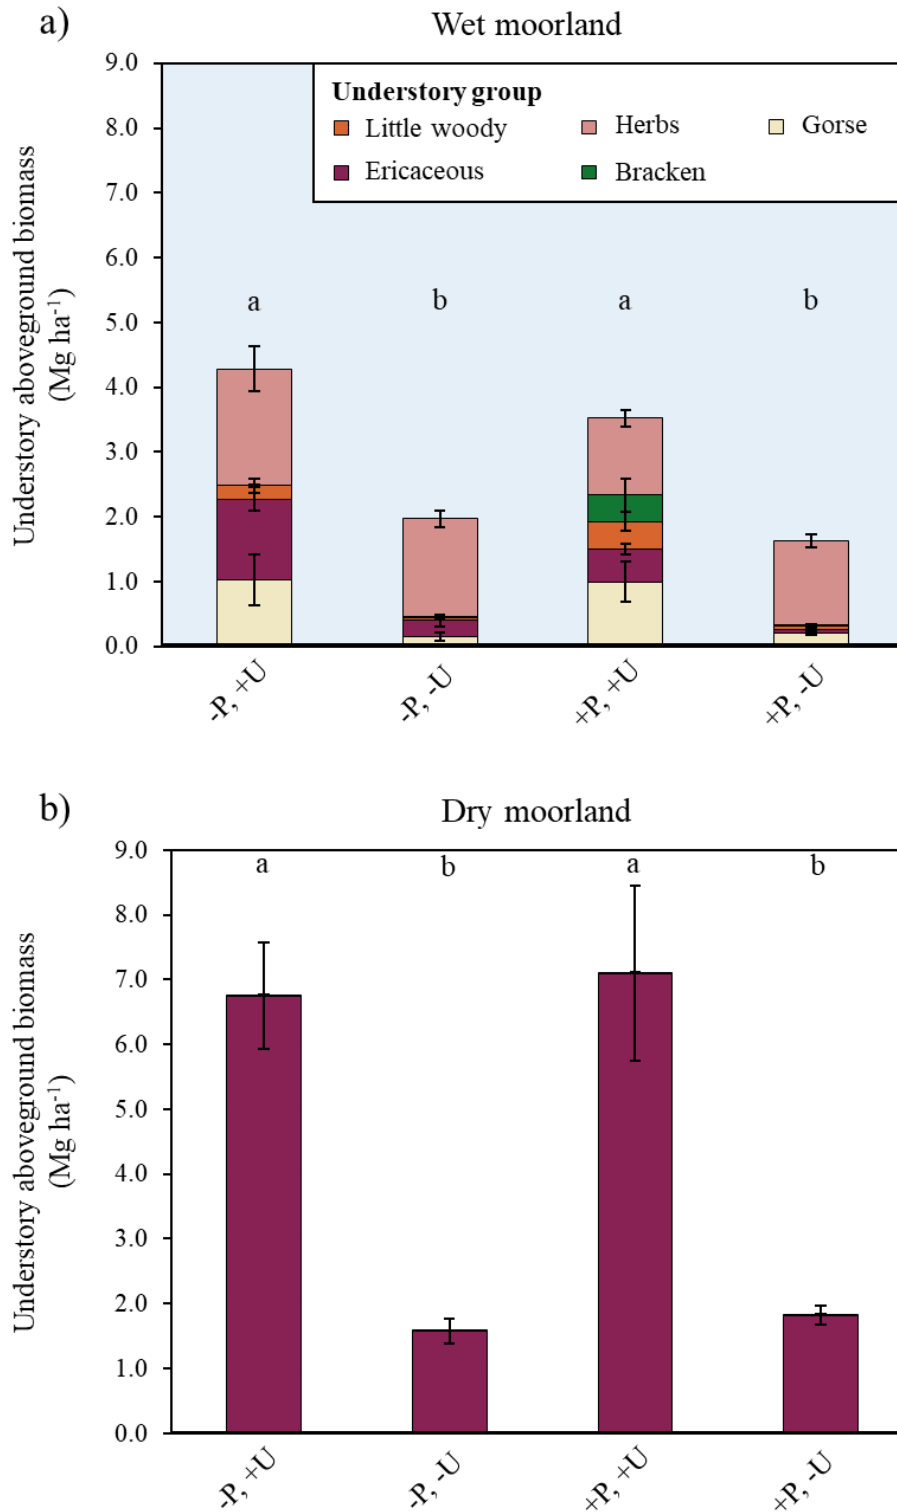 a)
Wet moorland
Understory aboveground biomass
(Mg ha⁻¹)
9.0
8.0
7.0
6.0
5.0
4.0
3.0
2.0
1.0
0.0
Understory group
Little woody
Herbs
Gorse
Ericaceous
Bracken
a
b
a
b
-P, +U
-P, -U
+P, +U
+P, -U
b)
Dry moorland
Understory aboveground biomass
(Mg ha⁻¹)
9.0
8.0
7.0
6.0
5.0
4.0
3.0
2.0
1.0
0.0
a
b
a
b
-P, +U
-P, -U
+P, +U
+P, -U